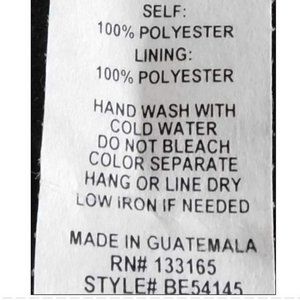 SELF:
100% POLYESTER
LINING:
100% POLYESTER
HAND WASH WITH
COLD WATER
DO NOT BLEACH
COLOR SEPARATE
HANG OR LINE DRY
LOW IRON IF NEEDED
MADE IN GUATEMALA
RN# 133165
STYLE# BE54145